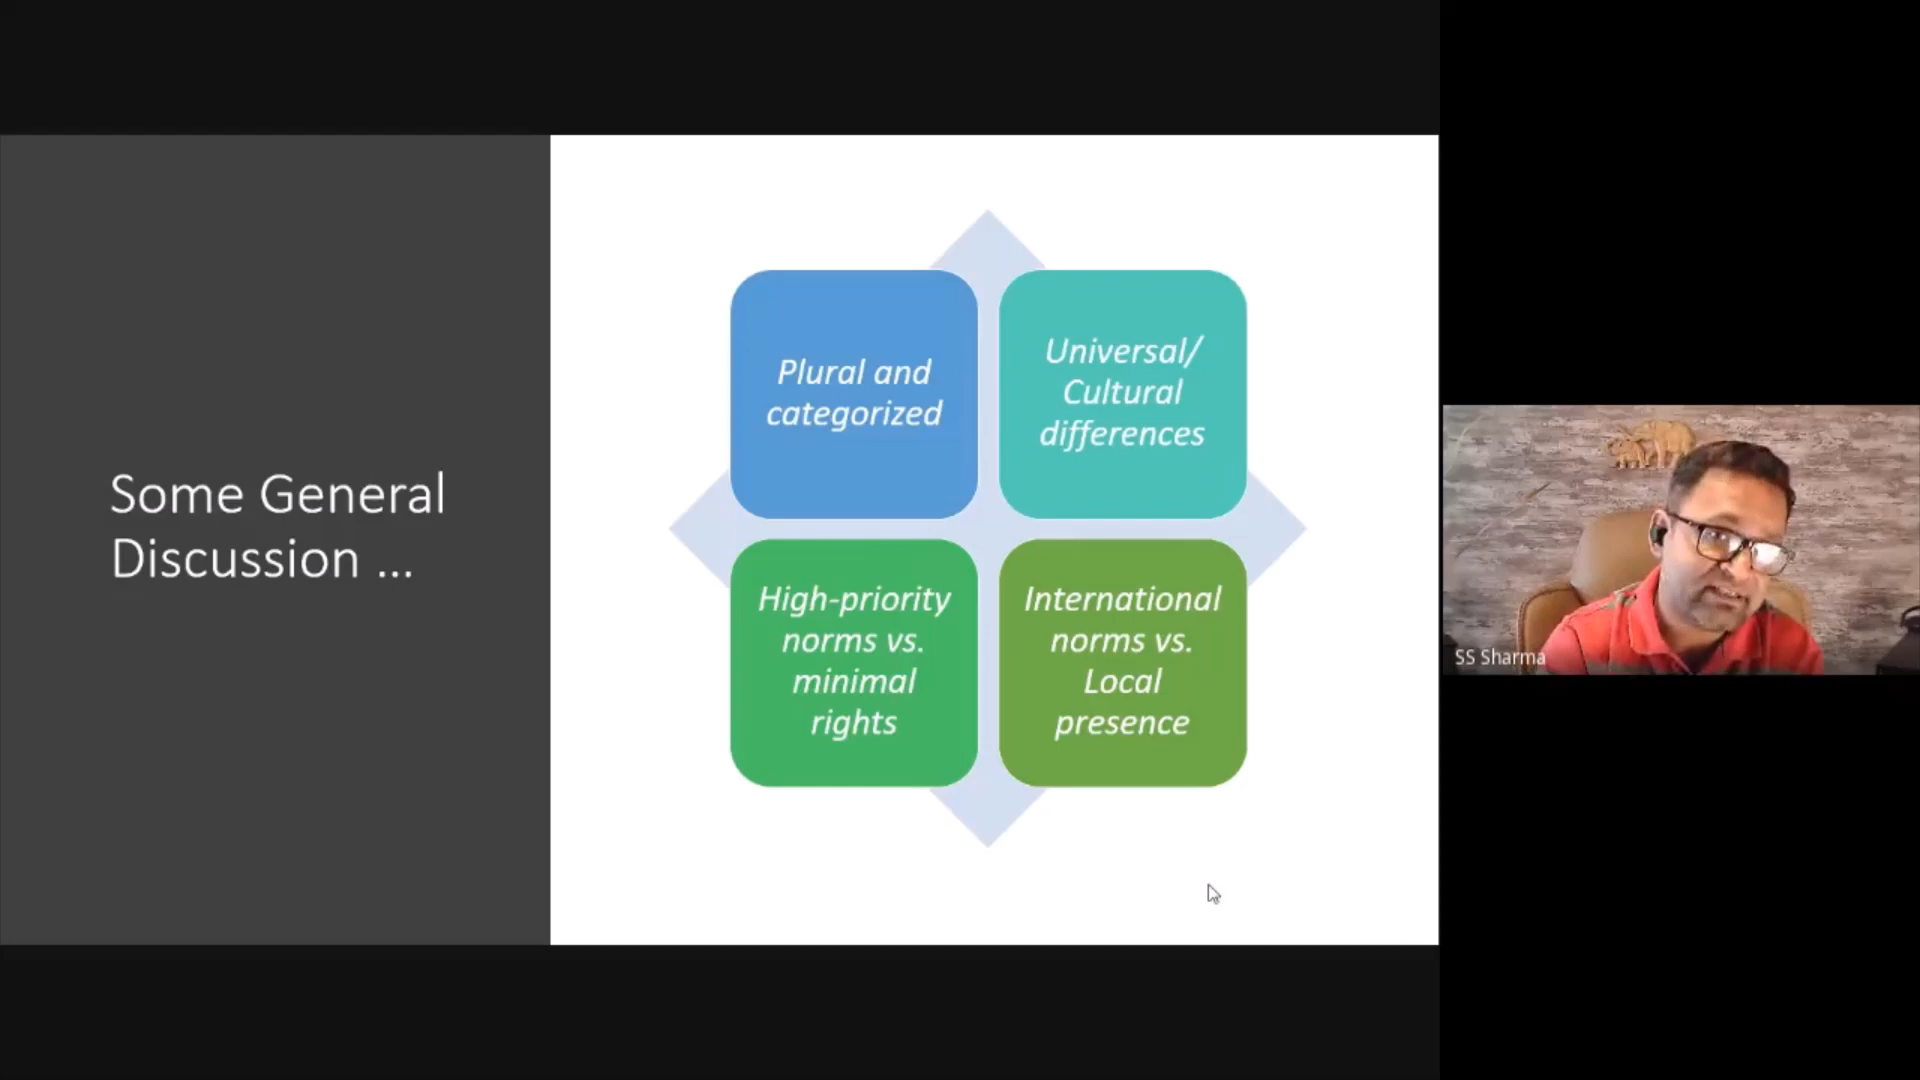 Some General
Discussion ...
Plural and
categorized
Universal/
Cultural
differences
High-priority
norms vs.
minimal
rights
International
norms vs.
Local
presence
SS Sharma